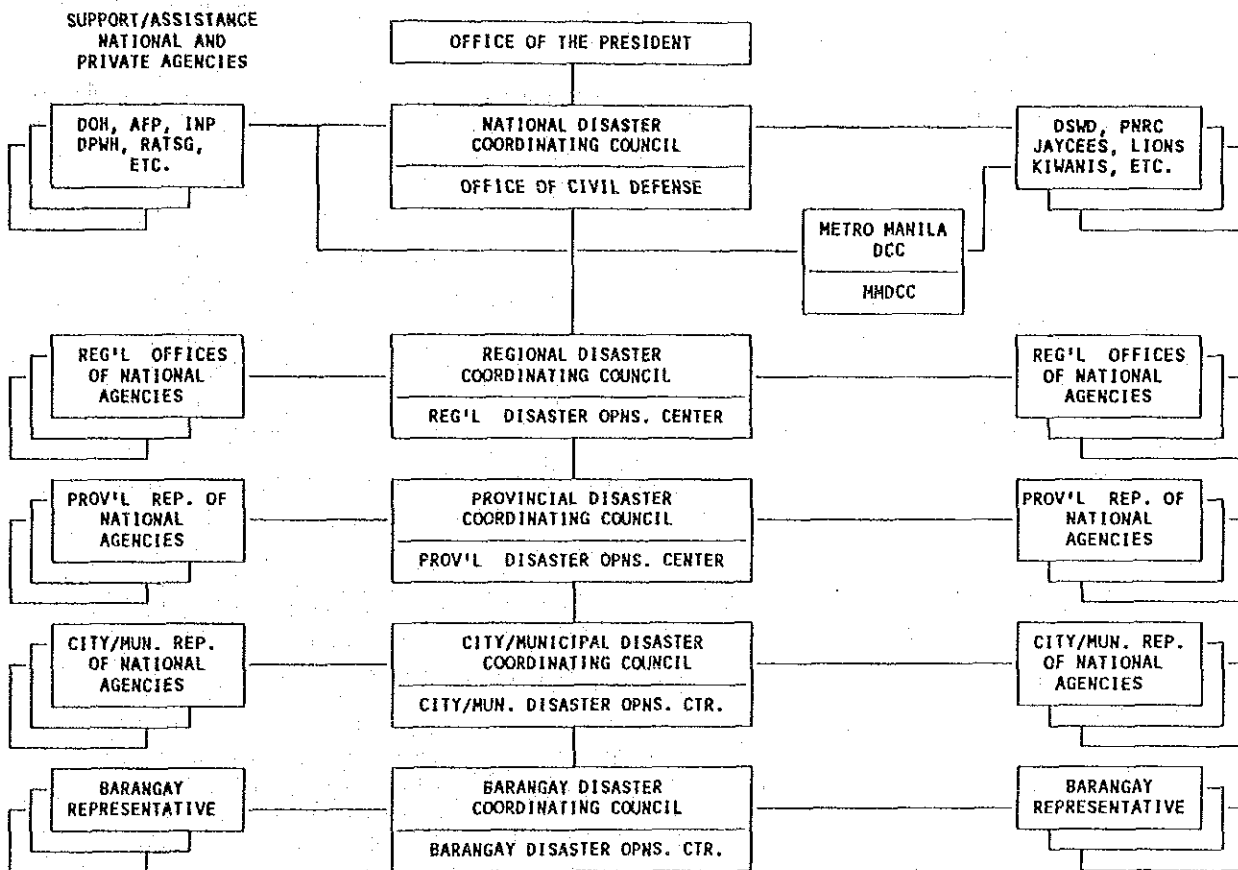 SUPPORT/ASSISTANCE
NATIONAL AND
PRIVATE AGENCIES
OFFICE OF THE PRESIDENT
DOH, AFP, INP
DPWH, RATSG,
ETC.
NATIONAL DISASTER
COORDINATING COUNCIL
OFFICE OF CIVIL DEFENSE
DSWD, PNRC
JAYCEES, LIONS
KIWANIS, ETC.
METRO MANILA
DCC
MMDCC
REG'L OFFICES
OF NATIONAL
AGENCIES
REGIONAL DISASTER
COORDINATING COUNCIL
REG'L DISASTER OPNS. CENTER
REG'L OFFICES
OF NATIONAL
AGENCIES
PROV'L REP. OF
NATIONAL
AGENCIES
PROVINCIAL DISASTER
COORDINATING COUNCIL
PROV'L DISASTER OPNS. CENTER
PROV'L REP. OF
NATIONAL
AGENCIES
CITY/MUN. REP.
OF NATIONAL
AGENCIES
CITY/MUNICIPAL DISASTER
COORDINATING COUNCIL
CITY/MUN. DISASTER OPNS. CTR.
CITY/MUN. REP.
OF NATIONAL
AGENCIES
BARANGAY
REPRESENTATIVE
BARANGAY DISASTER
COORDINATING COUNCIL
BARANGAY DISASTER OPNS. CTR.
BARANGAY
REPRESENTATIVE